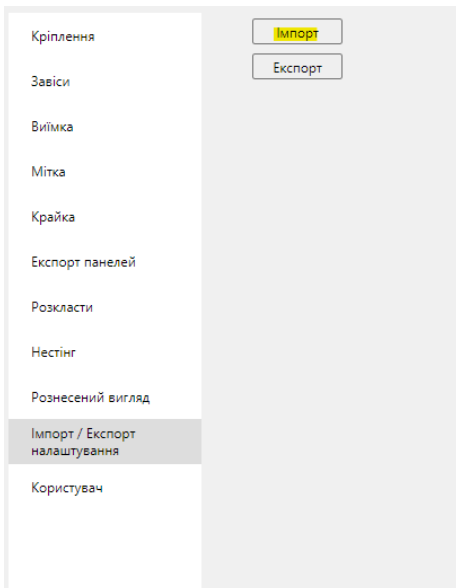 Кріплення
Імпорт
Експорт
Завіси
Виїмка
Мітка
Крайка
Експорт панелей
Розкласти
Нестінг
Рознесений вигляд
Імпорт / Експорт
налаштування
Користувач